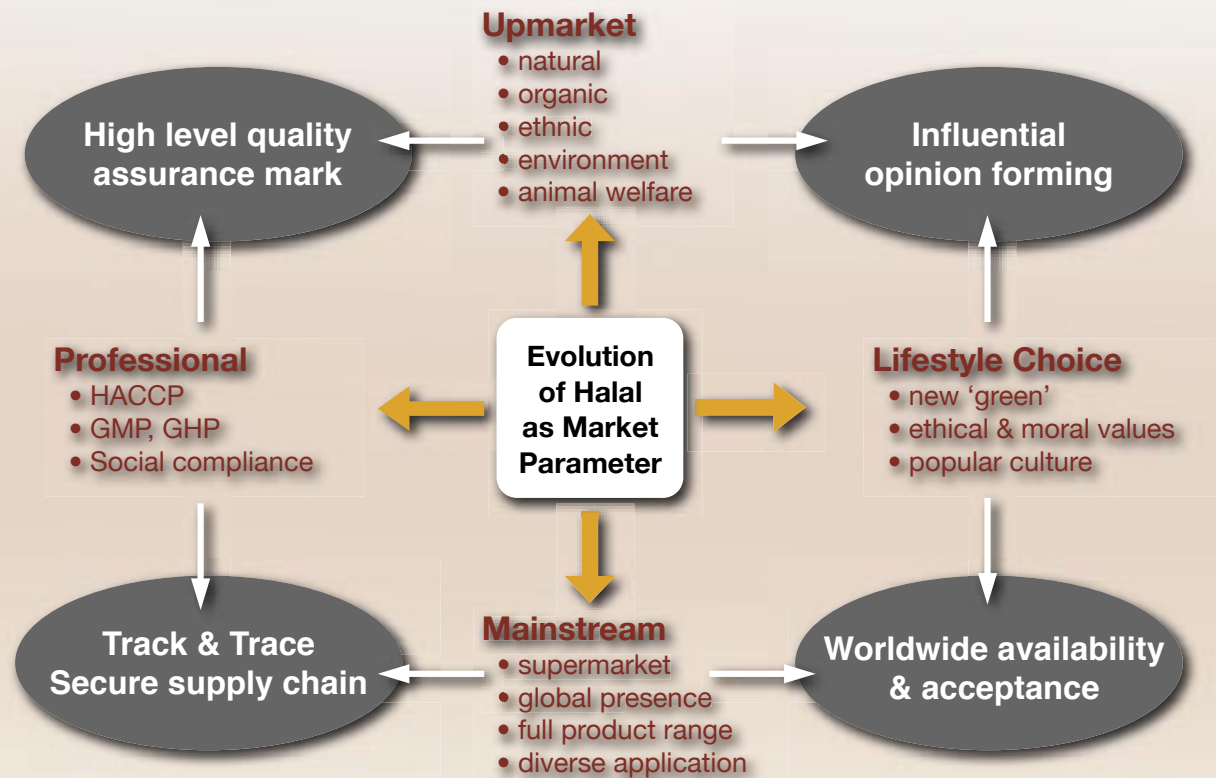 Upmarket
• natural
• organic
• ethnic
• environment
• animal welfare
High level quality
assurance mark
Influential
opinion forming
Professional
• HACCP
• GMP, GHP
• Social compliance
Evolution
of Halal
as Market
Parameter
Lifestyle Choice
• new ‘green’
• ethical & moral values
• popular culture
Track & Trace
Secure supply chain
Mainstream
• supermarket
• global presence
• full product range
• diverse application
Worldwide availability
& acceptance